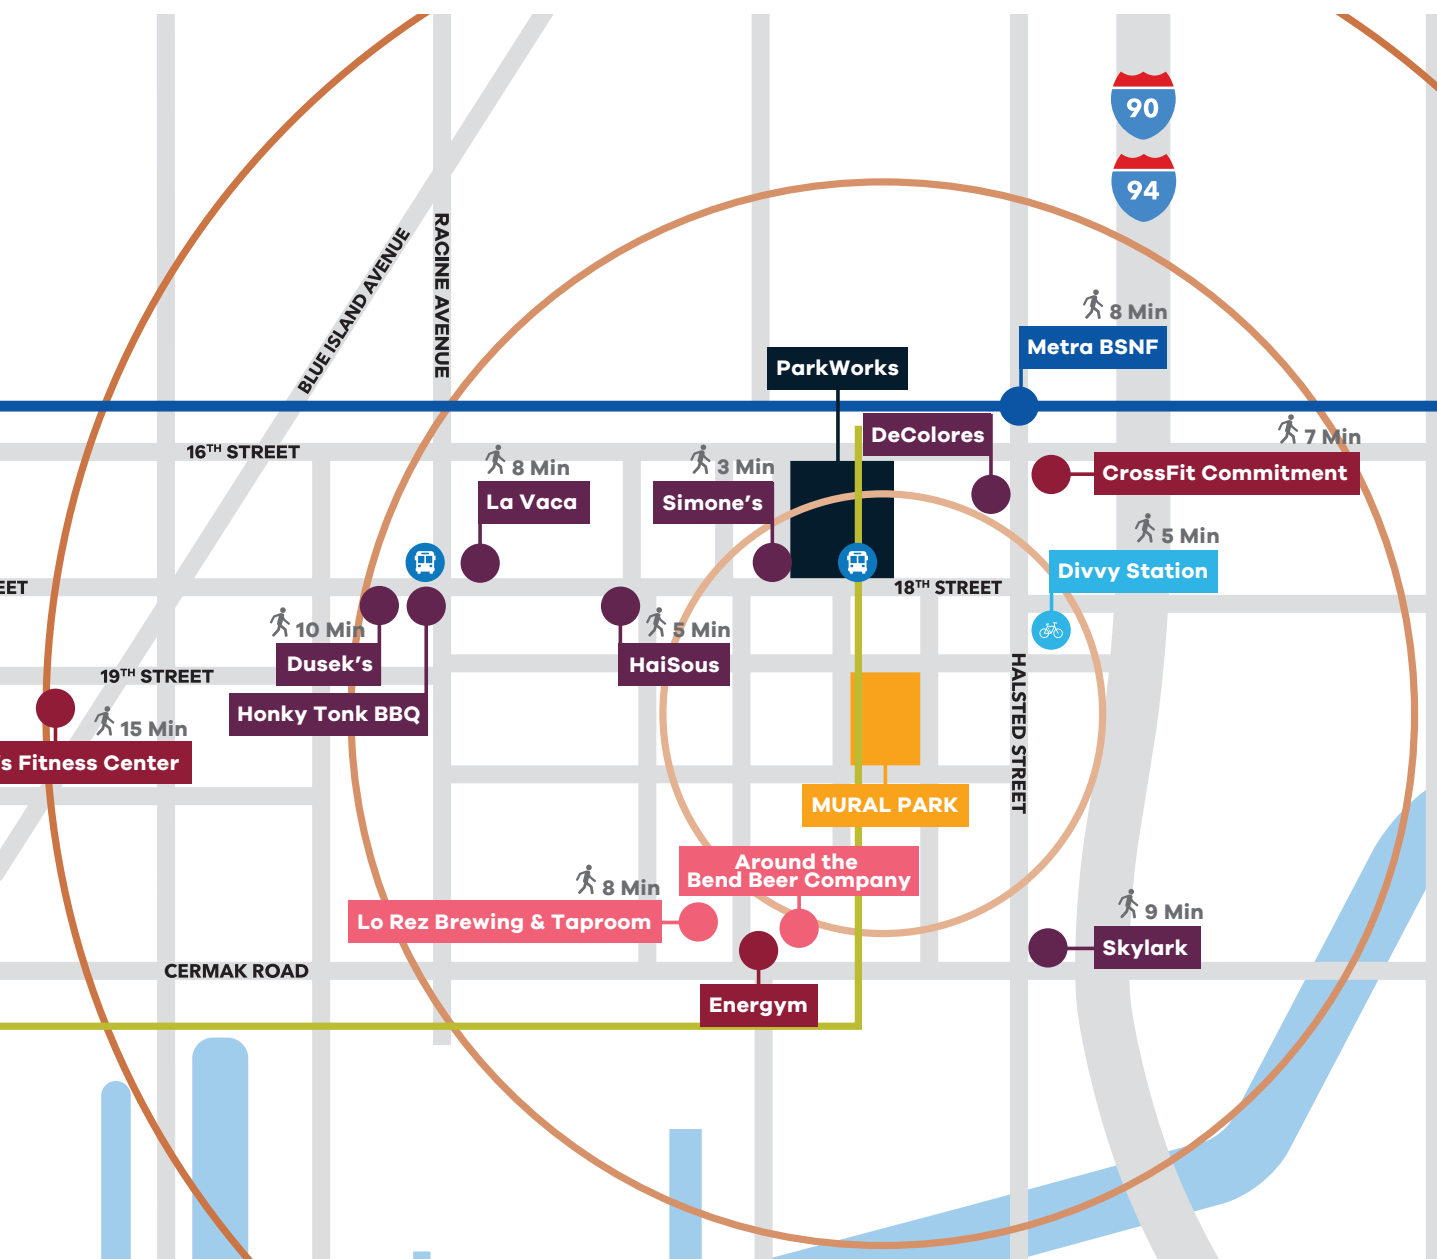 90
94
RACINE AVENUE
BLUE ISLAND AVENUE
8 Min
Metra BSNF
ParkWorks
DeColores
7 Min
CrossFit Commitment
16TH STREET
8 Min
La Vaca
3 Min
Simone's
5 Min
Divvy Station
EET
18TH STREET
10 Min
Dusek's
5 Min
HaiSous
19TH STREET
Honky Tonk BBQ
15 Min
's Fitness Center
HALSTED STREET
MURAL PARK
Around the
Bend Beer Company
8 Min
Lo Rez Brewing & Taproom
9 Min
Skylark
CERMAK ROAD
Energym